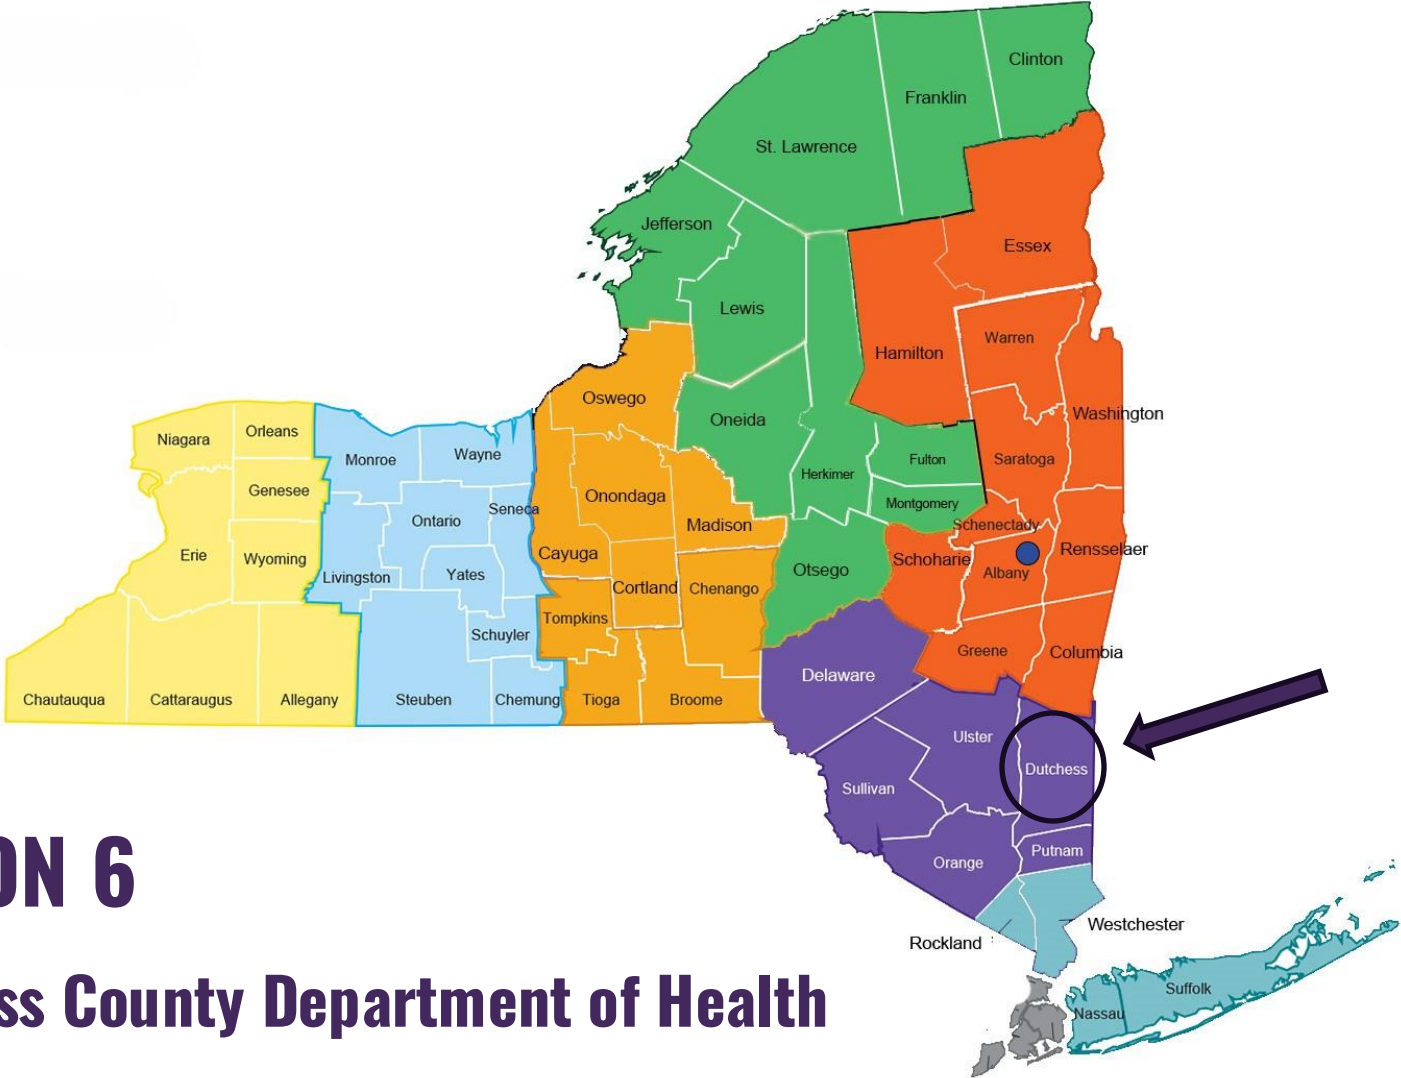 Clinton
Franklin
St. Lawrence
Jefferson
Essex
Lewis
Warren
Hamilton
Oswego
Washington
Oneida
Orleans
Niagara
Wayne
Monroe
Saratoga
Fulton
Herkimer
Genesee
Onondaga
Montgomery
Seneca
Ontario
Madison
Schenectady
Rensselaer
Cayuga
Erie
Wyoming
Schoharie
Otsego
Albany
Yates
Livingston
Cortland
Chenango
Tompkins
Schuyler
Greene
Columbia
Delaware
Chautauqua
Cattaraugus
Allegany
Steuben
Chemung
Tioga
Broome
Ulster
Dutchess
Sullivan
Putnam
Orange
ON 6
Westchester
Rockland
Suffolk
ss County Department of Health
Nassau